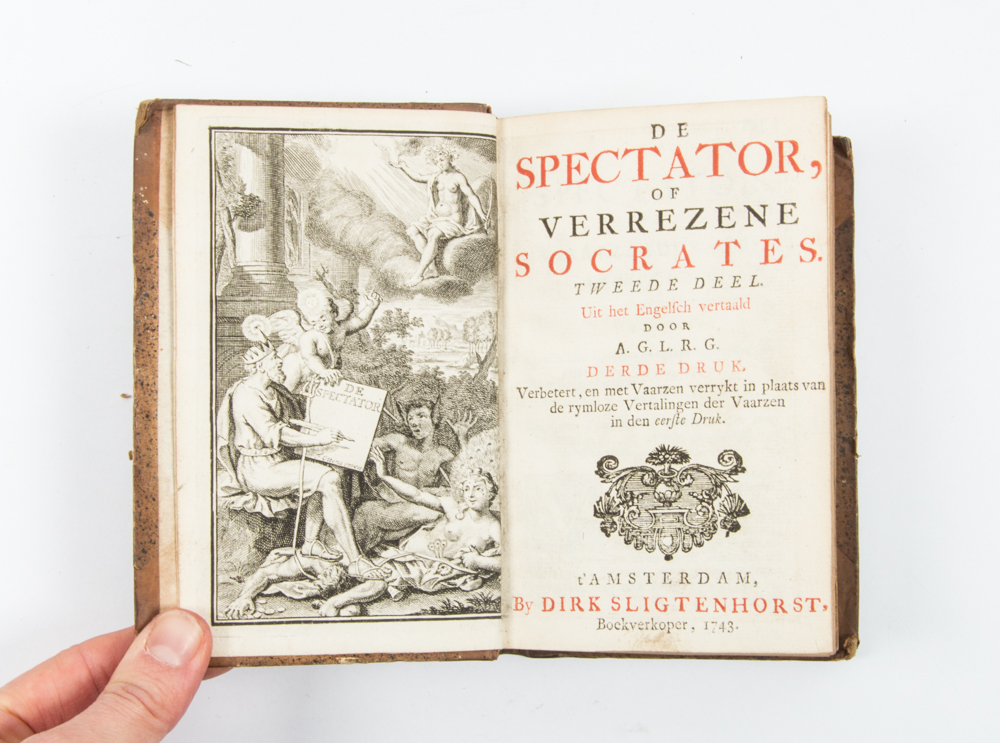 DE
SPECTATOR
DE
SPECTATOR,
OF
VERREZENE
SOCRATES.
TWEEDE DEEL.
Uit het Engelſch vertaald
DOOR
A. G. L. R. G.
DERDE DRUK.
Verbetert, en met Vaarzen verrykt in plaats van
de rymloze Vertalingen der Vaarzen
in den eerſte Druk.
t'AMSTERDAM,
By DIRK SLIGTENHORST,
Boekverkoper, 1743.